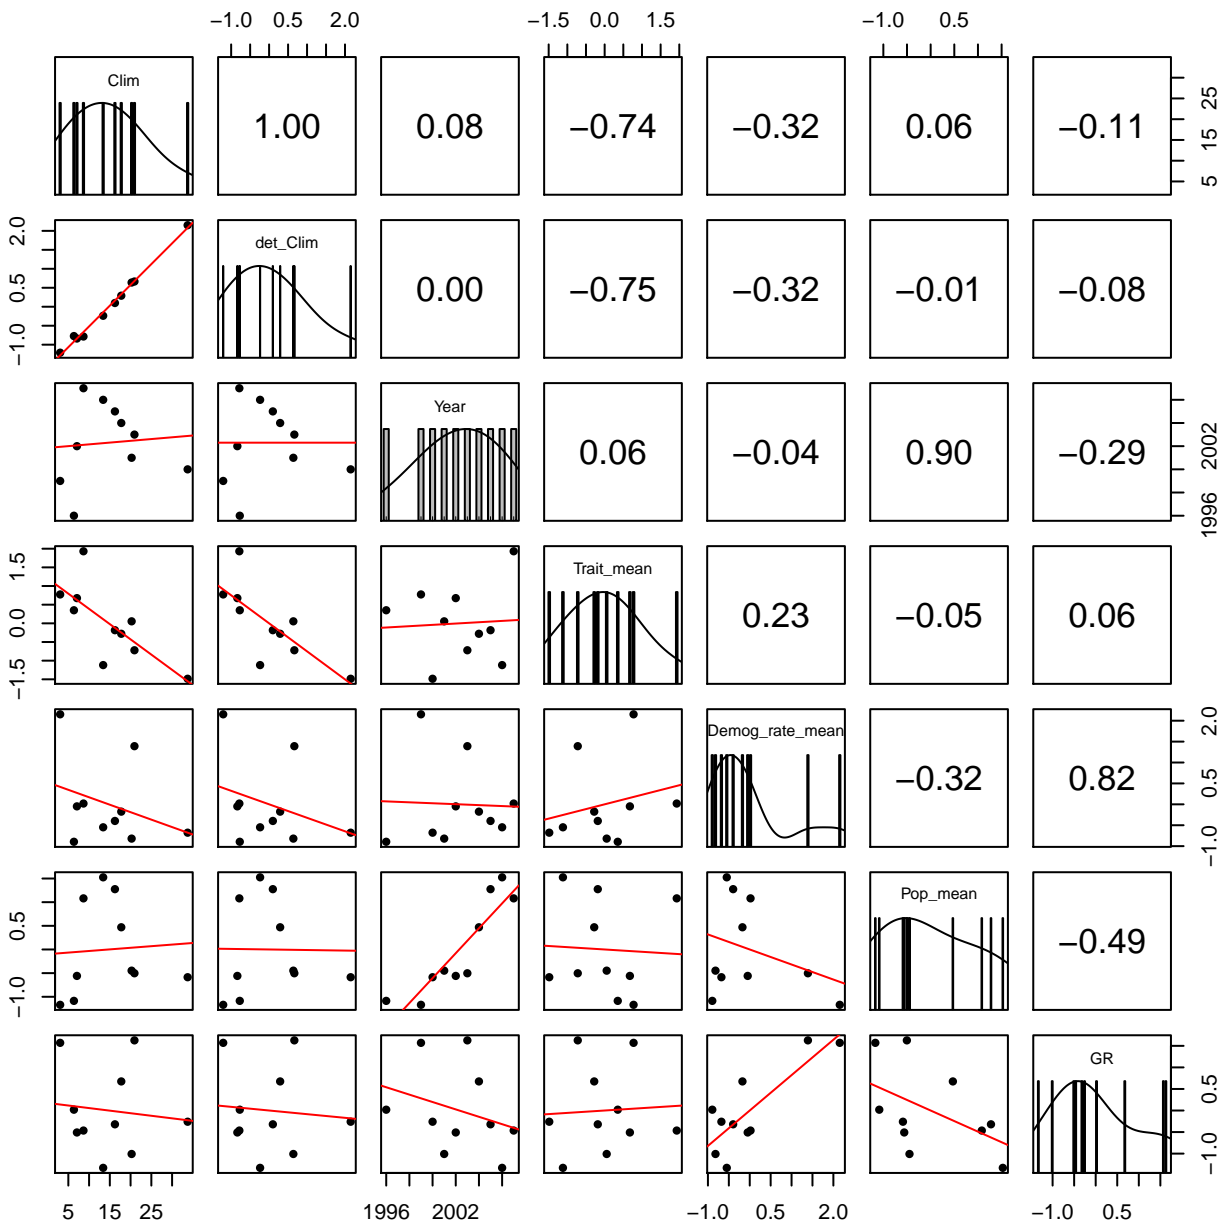 −1.0 0.5 2.0 −1.5 0.0 1.5 −1.0 0.5
Clim 1.00 0.08 −0.74 −0.32 0.06 −0.11 5 15 25
−1.0 0.5 2.0 det_Clim 0.00 −0.75 −0.32 −0.01 −0.08
Year 0.06 −0.04 0.90 −0.29 1996 2002
−1.5 0.0 1.5 Trait_mean 0.23 −0.05 0.06
Demog_rate_mean −0.32 0.82 −1.0 0.5 2.0
−1.0 0.5 Pop_mean −0.49
GR −1.0 0.5
5 15 25 1996 2002 −1.0 0.5 2.0 −1.0 0.5